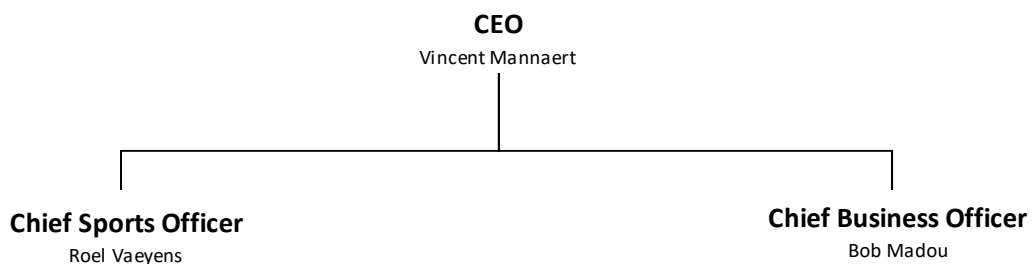 CEO
Vincent Mannaert
Chief Sports Officer
Roel Vaeyens
Chief Business Officer
Bob Madou